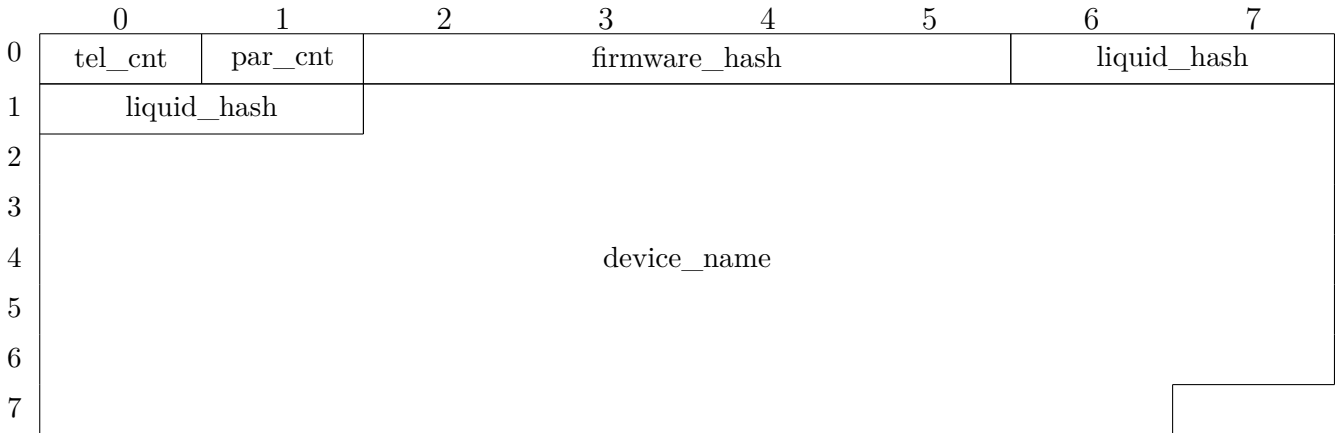 0 1 2 3 4 5 6 7
0 tel_cnt par_cnt firmware_hash liquid_hash
1 liquid_hash
2
3
4 device_name
5
6
7